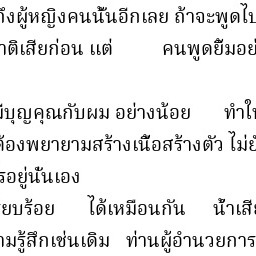 ถึงผู้หญิงคนนั้นอีกเลย ถ้าจะพูดไป
าติเสียก่อน แต่ คนพูดยิ้มอย่
มีบุญคุณกับผม อย่างน้อย ทำให้
ต้องพยายามสร้างเนื้อสร้างตัว ไม่ยั
รอยู่นั่นเอง
ียบร้อย ได้เหมือนกัน น้ำเสี
ามรู้สึกเช่นเดิม ท่านผู้อำนวยการ